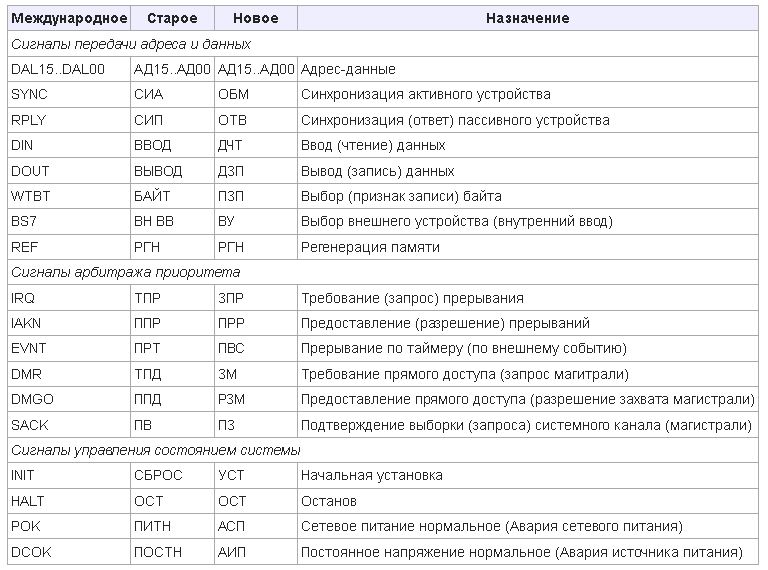 Международное Старое Новое Назначение
Сигналы передачи адреса и данных
DAL15..DAL00 АД15..АД00 АД15..АД00 Адрес-данные
SYNC СИА ОБМ Синхронизация активного устройства
RPLY СИП ОТВ Синхронизация (ответ) пассивного устройства
DIN ВВОД ДЧТ Ввод (чтение) данных
DOUT ВЫВОД ДЗП Вывод (запись) данных
WTBT БАЙТ ПЗП Выбор (признак записи) байта
BS7 ВН ВВ ВУ Выбор внешнего устройства (внутренний ввод)
REF РГН РГН Регенерация памяти
Сигналы арбитража приоритета
IRQ ТПР ЗПР Требование (запрос) прерывания
IAKN ППР ПРР Предоставление (разрешение) прерываний
EVNT ПРТ ПВС Прерывание по таймеру (по внешнему событию)
DMR ТПД ЗМ Требование прямого доступа (запрос магитрали)
DMGO ППД РЗМ Предоставление прямого доступа (разрешение захвата магистрали)
SACK ПВ ПЗ Подтверждение выборки (запроса) системного канала (магистрали)
Сигналы управления состоянием системы
INIT СБРОС УСТ Начальная установка
HALT ОСТ ОСТ Останов
POK ПИТН АСП Сетевое питание нормальное (Авария сетевого питания)
DCOK ПОСТН АИП Постоянное напряжение нормальное (Авария источника питания)